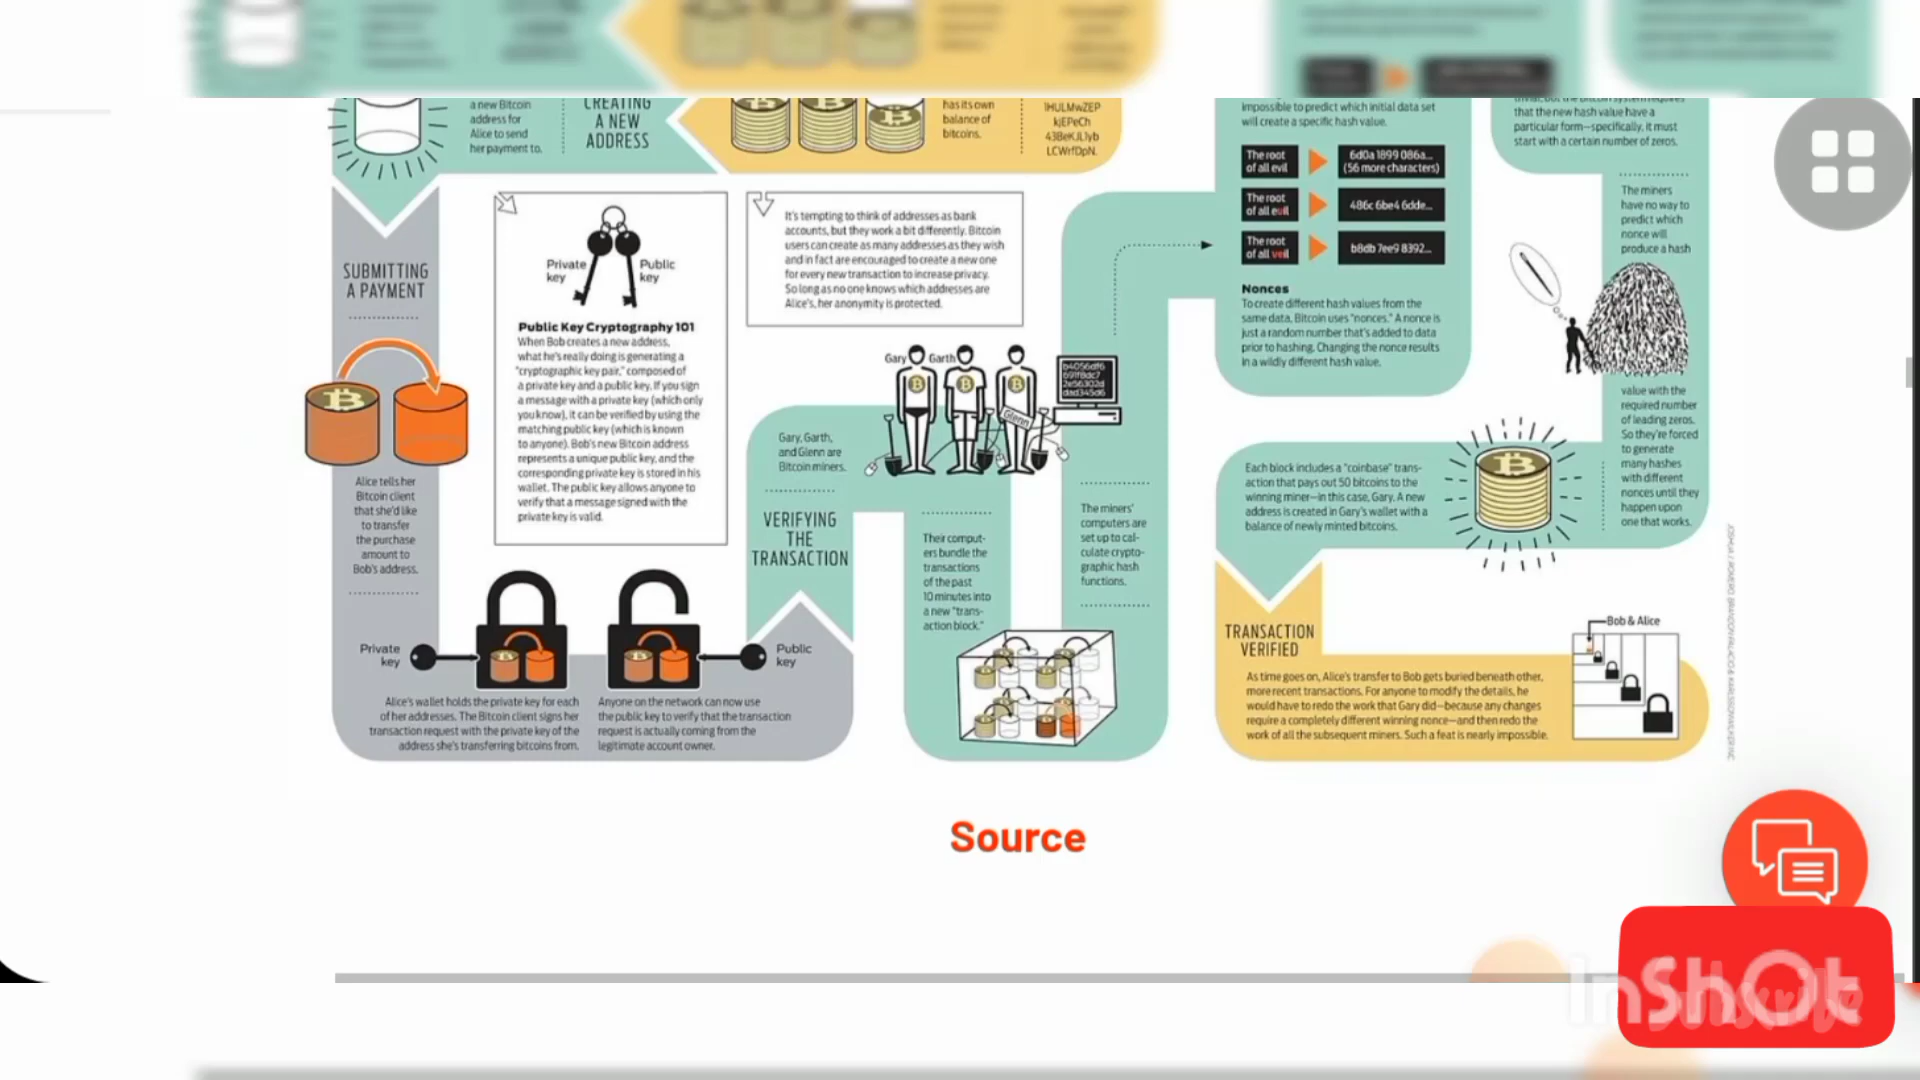 a new Bitcoin
address for
Alice to send
her payment to.
CREATING
A NEW
ADDRESS
has its own
balance of
bitcoins.
1HULMwZEP
kjEPeCh
43BeKJL1yb
LCWrfDpN.
SUBMITTING
A PAYMENT
Alice tells her
Bitcoin client
that she'd like
to transfer
the purchase
amount to
Bob's address.
Private
key
Public
key
Public Key Cryptography 101
When Bob creates a new address,
what he's really doing is generating a
"cryptographic key pair," composed of
a private key and a public key. If you sign
a message with a private key (which only
you know), it can be verified by using the
matching public key (which is known
to anyone). Bob's new Bitcoin address
represents a unique public key, and the
corresponding private key is stored in his
wallet. The public key allows anyone to
verify that a message signed with the
private key is valid.
It's tempting to think of addresses as bank
accounts, but they work a bit differently. Bitcoin
users can create as many addresses as they wish
and in fact are encouraged to create a new one
for every new transaction to increase privacy.
So long as no one knows which addresses are
Alice's, her anonymity is protected.
Private
key
Public
key
Alice's wallet holds the private key for each
of her addresses. The Bitcoin client signs her
transaction request with the private key of the
address she's transferring bitcoins from.
Anyone on the network can now use
the public key to verify that the transaction
request is actually coming from the
legitimate account owner.
VERIFYING
THE
TRANSACTION
Gary, Garth,
and Glenn are
Bitcoin miners.
Gary
Garth
Glenn
b4056df6
691f8dc7
2e56302d
dad345d6
Their comput-
ers bundle the
transactions
of the past
10 minutes into
a new "trans-
action block."
The miners'
computers are
set up to cal-
culate crypto-
graphic hash
functions.
impossible to predict which initial data set
will create a specific hash value.
The root
of all evil
6d0a 1899 086a...
(56 more characters)
The root
of all euil
486c 6be4 6dde...
The root
of all veil
b8db 7ee9 8392...
Nonces
To create different hash values from the
same data, Bitcoin uses "nonces." A nonce is
just a random number that's added to data
prior to hashing. Changing the nonce results
in a wildly different hash value.
trivial, but the Bitcoin system requires
that the new hash value have a
particular form—specifically, it must
start with a certain number of zeros.
The miners
have no way to
predict which
nonce will
produce a hash
value with the
required number
of leading zeros.
So they're forced
to generate
many hashes
with different
nonces until they
happen upon
one that works.
Each block includes a "coinbase" trans-
action that pays out 50 bitcoins to the
winning miner—in this case, Gary. A new
address is created in Gary's wallet with a
balance of newly minted bitcoins.
TRANSACTION
VERIFIED
As time goes on, Alice's transfer to Bob gets buried beneath other,
more recent transactions. For anyone to modify the details, he
would have to redo the work that Gary did—because any changes
require a completely different winning nonce—and then redo the
work of all the subsequent miners. Such a feat is nearly impossible.
Bob & Alice
Source
InShOt